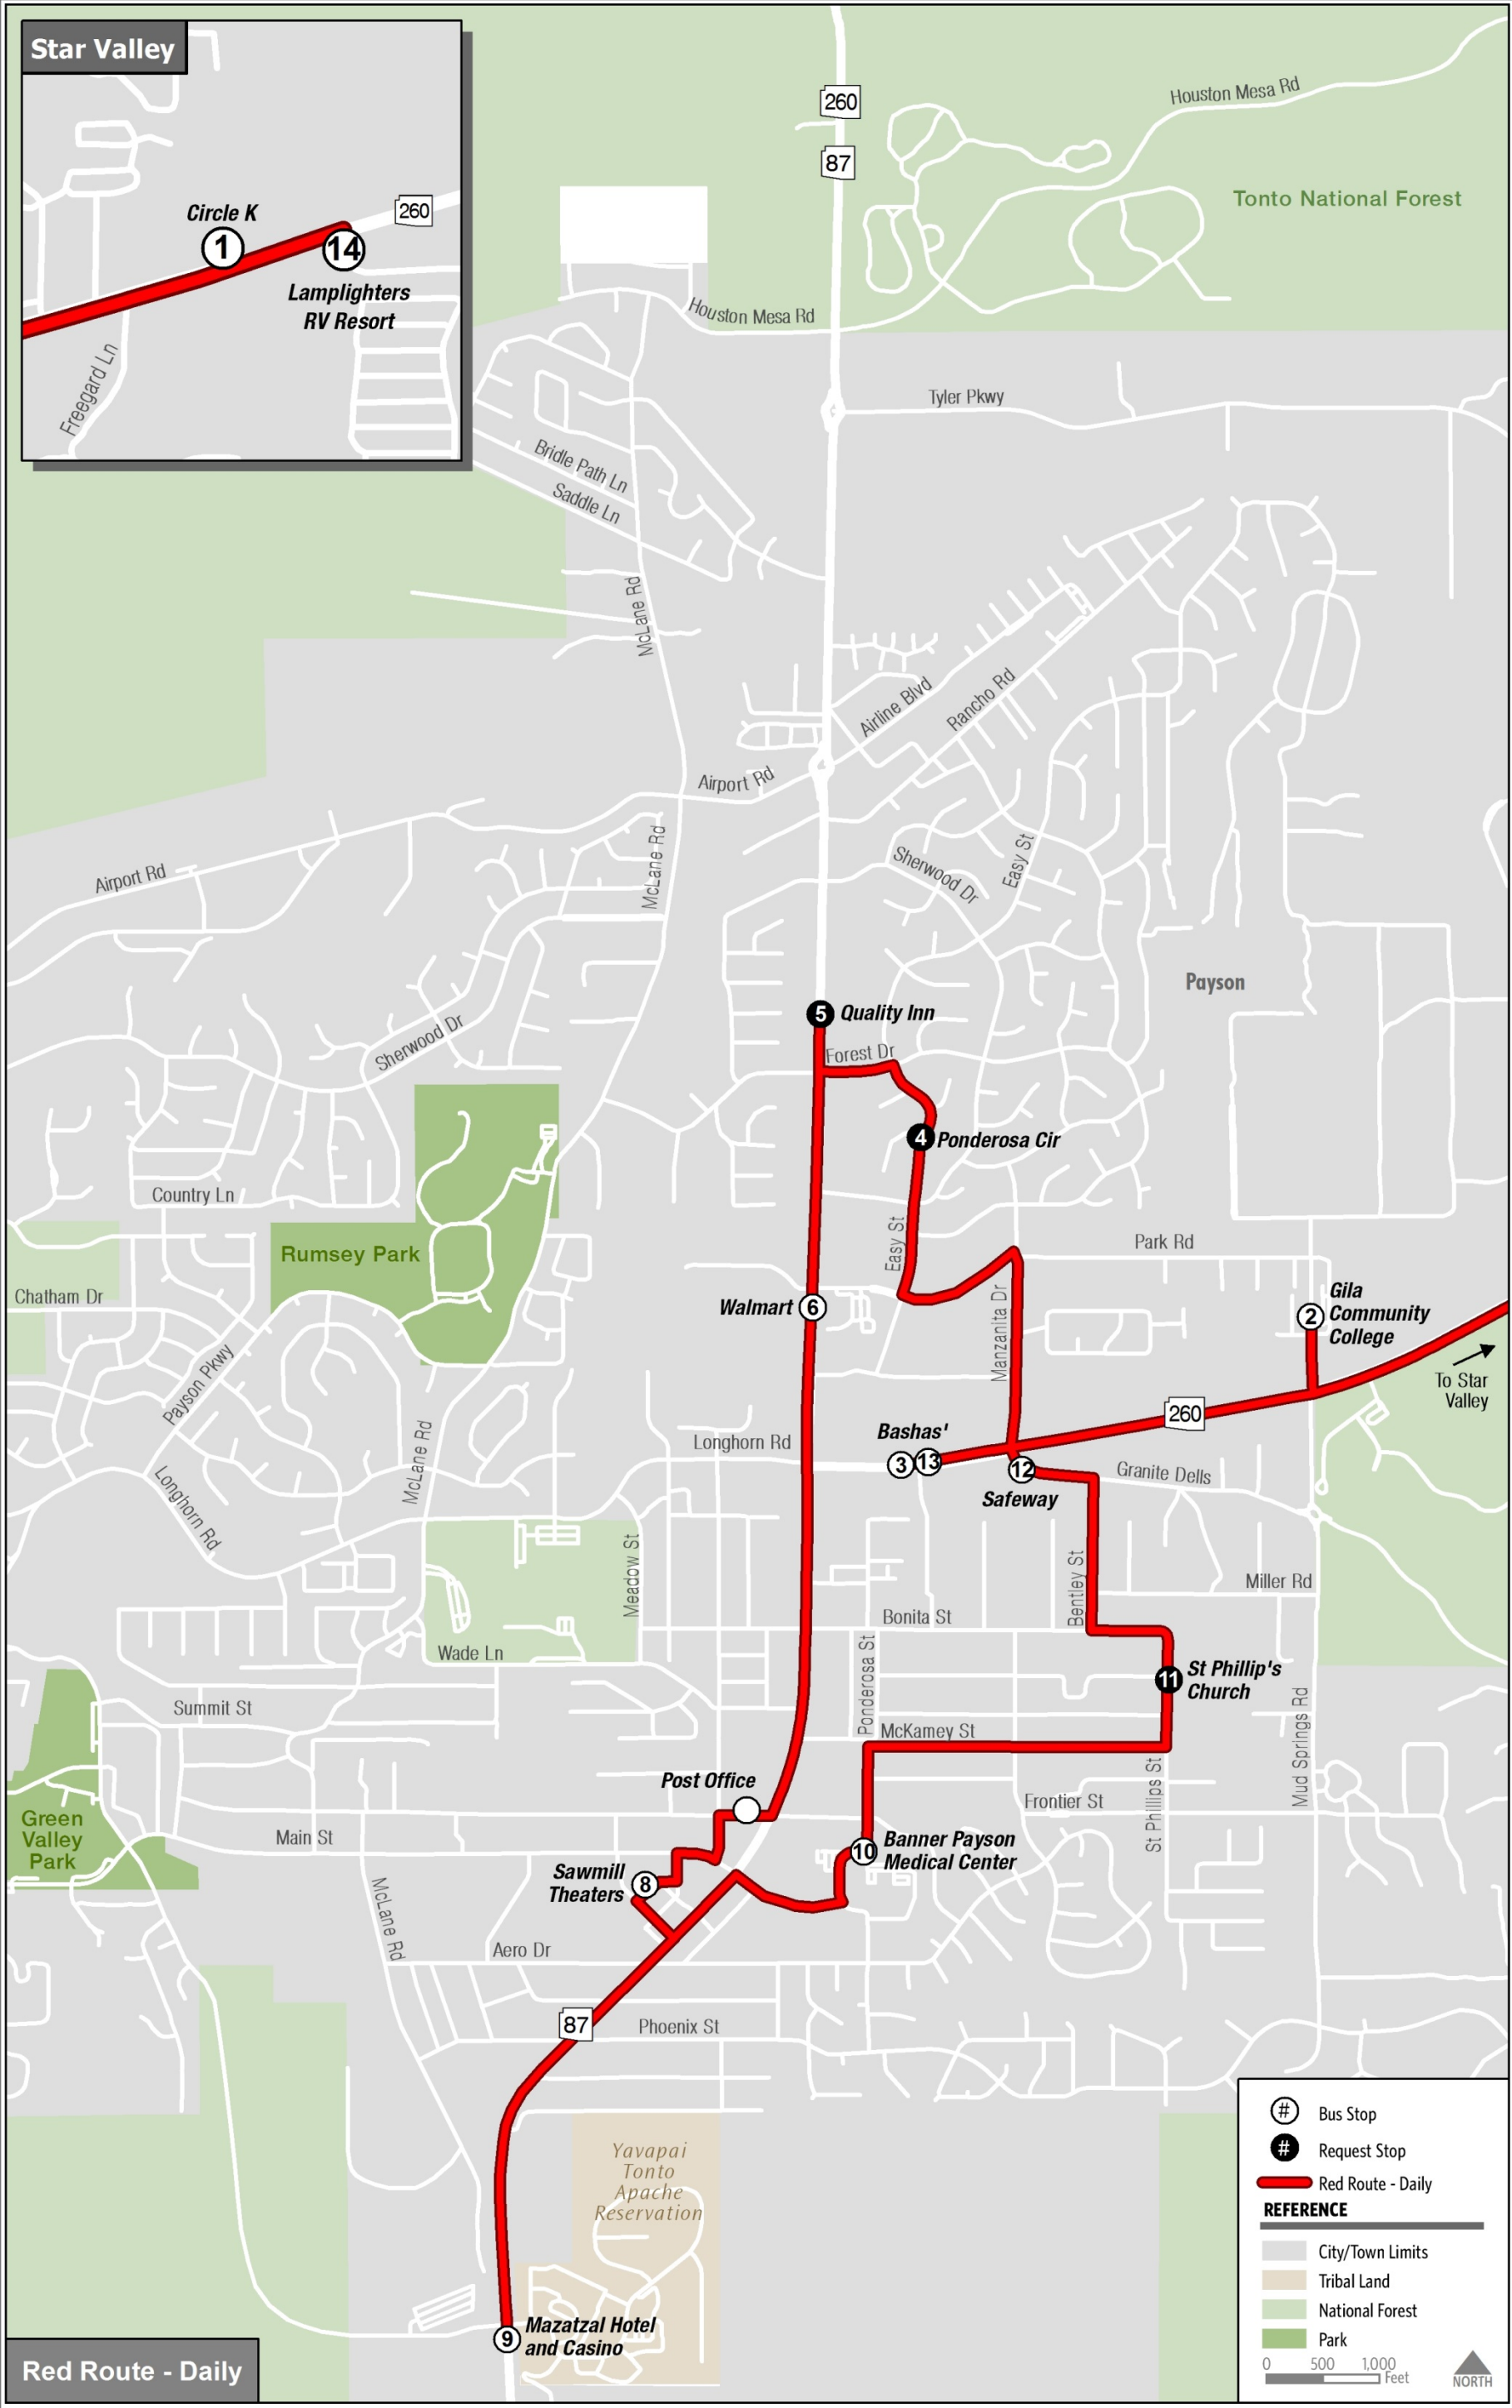 Star Valley
Circle K
1
14
260
Lamplighters
RV Resort
Freegard Ln
260
87
Houston Mesa Rd
Tonto National Forest
Houston Mesa Rd
Tyler Pkwy
Bridle Path Ln
Saddle Ln
McLane Rd
Airline Blvd
Rancho Rd
Airport Rd
Airport Rd
McLane Rd
Sherwood Dr
Easy St
Payson
Sherwood Dr
5 Quality Inn
Forest Dr
4 Ponderosa Cir
Country Ln
Rumsey Park
Easy St
Park Rd
Chatham Dr
Walmart 6
Manzanita Dr
2
Gila
Community
College
To Star
Valley
Payson Pkwy
McLane Rd
260
Longhorn Rd
Bashas'
3 13
12
Safeway
Granite Dells
Longhorn Rd
Meadow St
Bentley St
Miller Rd
Bonita St
Wade Ln
Ponderosa St
11
St Phillip's
Church
Summit St
McKamey St
Mud Springs Rd
Post Office
St Phillips St
Frontier St
Green
Valley
Park
Main St
10
Banner Payson
Medical Center
Sawmill
Theaters
8
McLane Rd
Aero Dr
87
Phoenix St
Yavapai
Tonto
Apache
Reservation
9
Mazatzal Hotel
and Casino
# Bus Stop
# Request Stop
Red Route - Daily
REFERENCE
City/Town Limits
Tribal Land
National Forest
Park
0 500 1,000
Feet
NORTH
Red Route - Daily